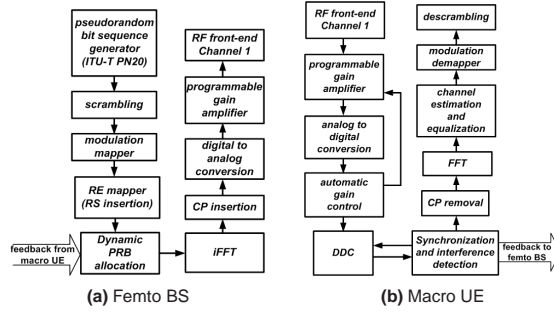 pseudorandom
bit sequence
generator
(ITU-T PN20)
scrambling
modulation
mapper
RE mapper
(RS insertion)
feedback from
macro UE
Dynamic
PRB
allocation
RF front-end
Channel 1
programmable
gain
amplifier
digital to
analog
conversion
CP insertion
iFFT
(a) Femto BS
RF front-end
Channel 1
programmable
gain
amplifier
analog to
digital
conversion
automatic
gain
control
DDC
descrambling
modulation
demapper
channel
estimation
and
equalization
FFT
CP removal
Synchronization
and interference
detection
feedback to
femto BS
(b) Macro UE